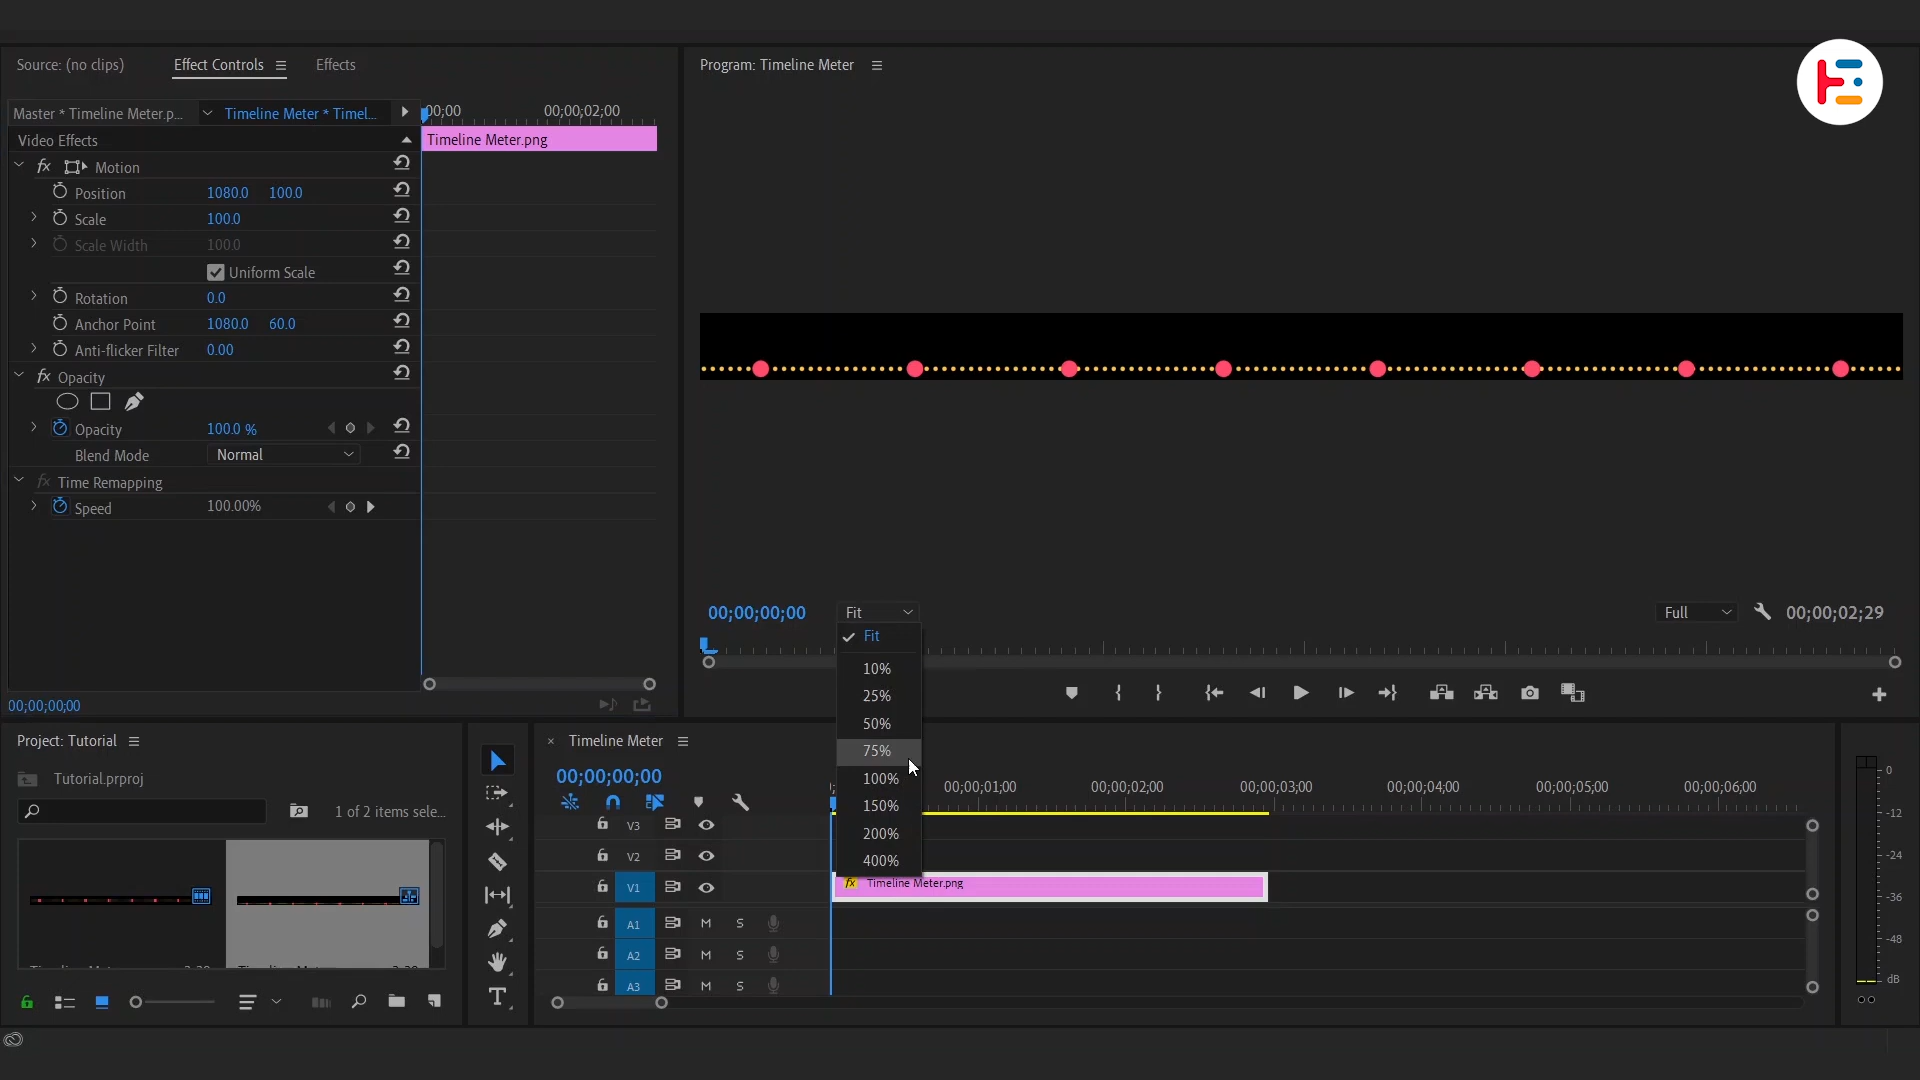 Source: (no clips)
Effect Controls
Effects
Master * Timeline Meter.p...
Timeline Meter * Timel...
00;00
00;00;02;00
Video Effects
Timeline Meter.png
fx Motion
Position 1080.0 100.0
Scale 100.0
Scale Width 100.0
Uniform Scale
Rotation 0.0
Anchor Point 1080.0 60.0
Anti-flicker Filter 0.00
fx Opacity
Opacity 100.0 %
Blend Mode Normal
fx Time Remapping
Speed 100.00%
00;00;00;00
Program: Timeline Meter
00;00;00;00
Fit
Full
00;00;02;29
Fit
10%
25%
50%
75%
100%
150%
200%
400%
Project: Tutorial
Tutorial.prproj
1 of 2 items sele...
Timeline Meter
00;00;00;00
00;00;01;00
00;00;02;00
00;00;03;00
00;00;04;00
00;00;05;00
00;00;06;00
V3
V2
V1
fx Timeline Meter.png
A1 M S
A2 M S
A3 M S
T
0
-12
-24
-36
-48
dB